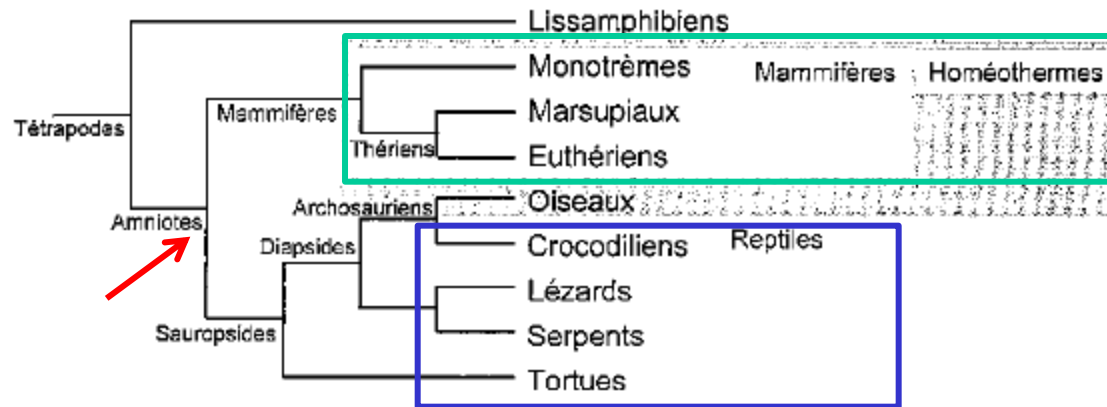 Lissamphibiens
Monotrèmes Mammifères Homéothermes
Mammifères Marsupiaux
Tétrapodes
Thériens Euthériens
Archosauriens Oiseaux
Amniotes
Diapsides Crocodiliens Reptiles
Lézards
Sauropsides Serpents
Tortues